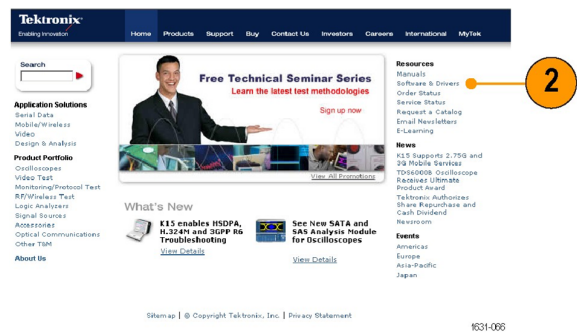 Tektronix
Enabling Innovation
Home Products Support Buy Contact Us Investors Careers International MyTek
Search
Application Solutions
Serial Data
Mobile/Wireless
Video
Design & Analysis
Product Portfolio
Oscilloscopes
Video Test
Monitoring/Protocol Test
RF/Wireless Test
Logic Analyzers
Signal Sources
Accessories
Optical Communications
Other T&M
About Us
Free Technical Seminar Series
Learn the latest test methodologies
Sign up now
View All Promotions
What's New
K15 enables HSDPA,
H.324M and 3GPP R6
Troubleshooting
View Details
See New SATA and
SAS Analysis Module
for Oscilloscopes
View Details
Resources
Manuals
Software & Drivers
Order Status
Service Status
Request a Catalog
Email Newsletters
E-Learning
News
K15 Supports 2.75G and
3G Mobile Services
TDS6000B Oscilloscope
Receives Ultimate
Product Award
Tektronix Authorizes
Share Repurchase and
Cash Dividend
Newsroom
Events
Americas
Europe
Asia-Pacific
Japan
2
Sitemap | © Copyright Tektronix, Inc. | Privacy Statement
1631-066